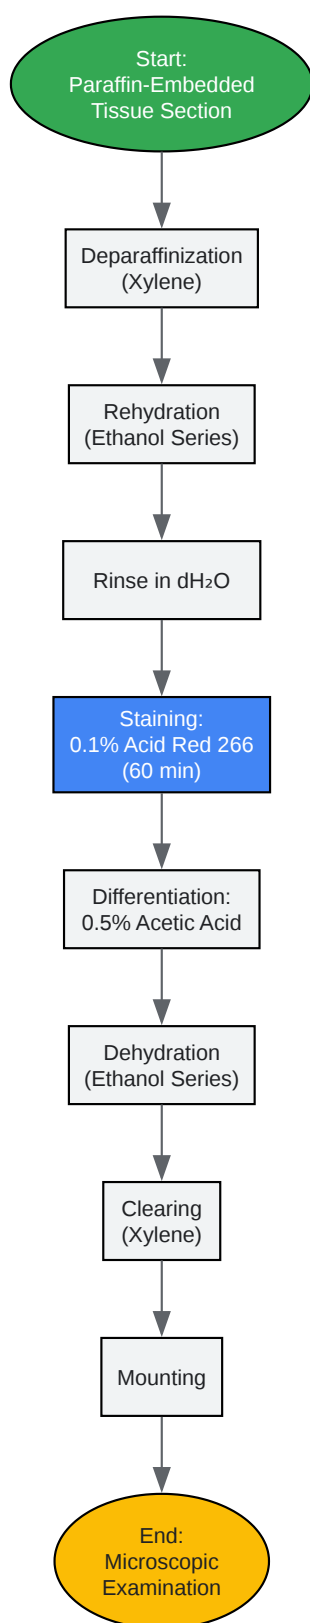 Start:
Paraffin-Embedded
Tissue Section
Deparaffinization
(Xylene)
Rehydration
(Ethanol Series)
Rinse in dH₂O
Staining:
0.1% Acid Red 266
(60 min)
Differentiation:
0.5% Acetic Acid
Dehydration
(Ethanol Series)
Clearing
(Xylene)
Mounting
End:
Microscopic
Examination